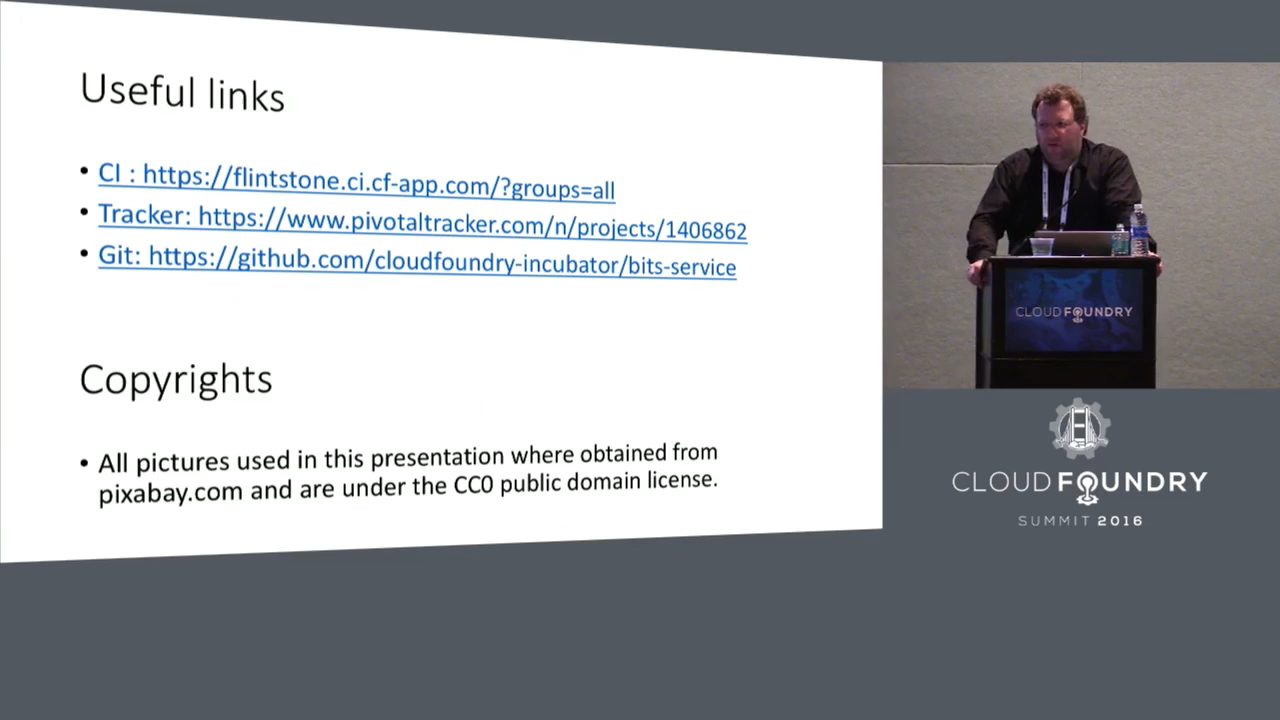 Useful links
• CI : https://flintstone.ci.cf-app.com/?groups=all
• Tracker: https://www.pivotaltracker.com/n/projects/1406862
• Git: https://github.com/cloudfoundry-incubator/bits-service
Copyrights
• All pictures used in this presentation where obtained from
pixabay.com and are under the CC0 public domain license.
CLOUD FOUNDRY
CLOUD FOUNDRY
SUMMIT 2016